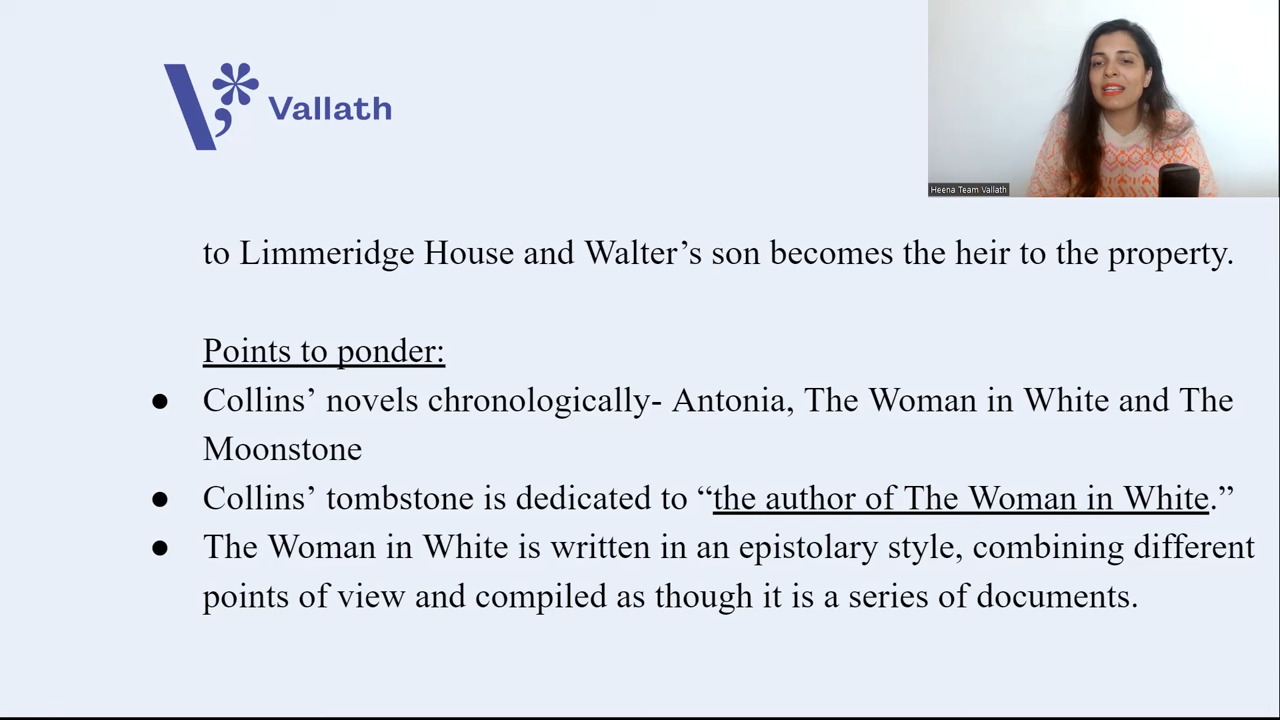 Vallath
Heena Team Vallath
to Limmeridge House and Walter’s son becomes the heir to the property.
Points to ponder:
● Collins’ novels chronologically- Antonia, The Woman in White and The
Moonstone
● Collins’ tombstone is dedicated to “the author of The Woman in White.”
● The Woman in White is written in an epistolary style, combining different
points of view and compiled as though it is a series of documents.